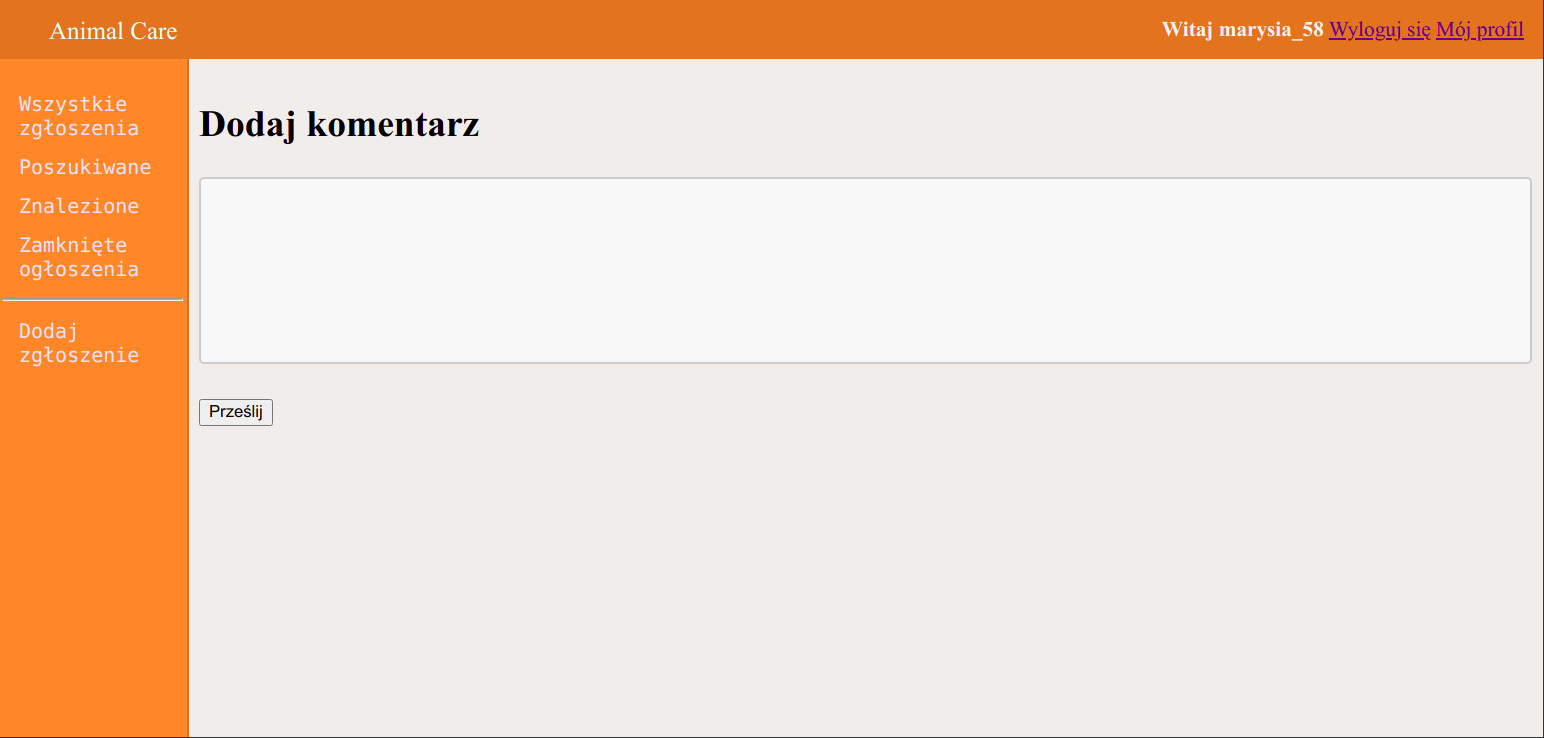 Animal Care
Witaj marysia_58 Wyloguj się Mój profil
Wszystkie
zgłoszenia
Poszukiwane
Znalezione
Zamknięte
ogłoszenia
Dodaj
zgłoszenie
Dodaj komentarz
Prześlij